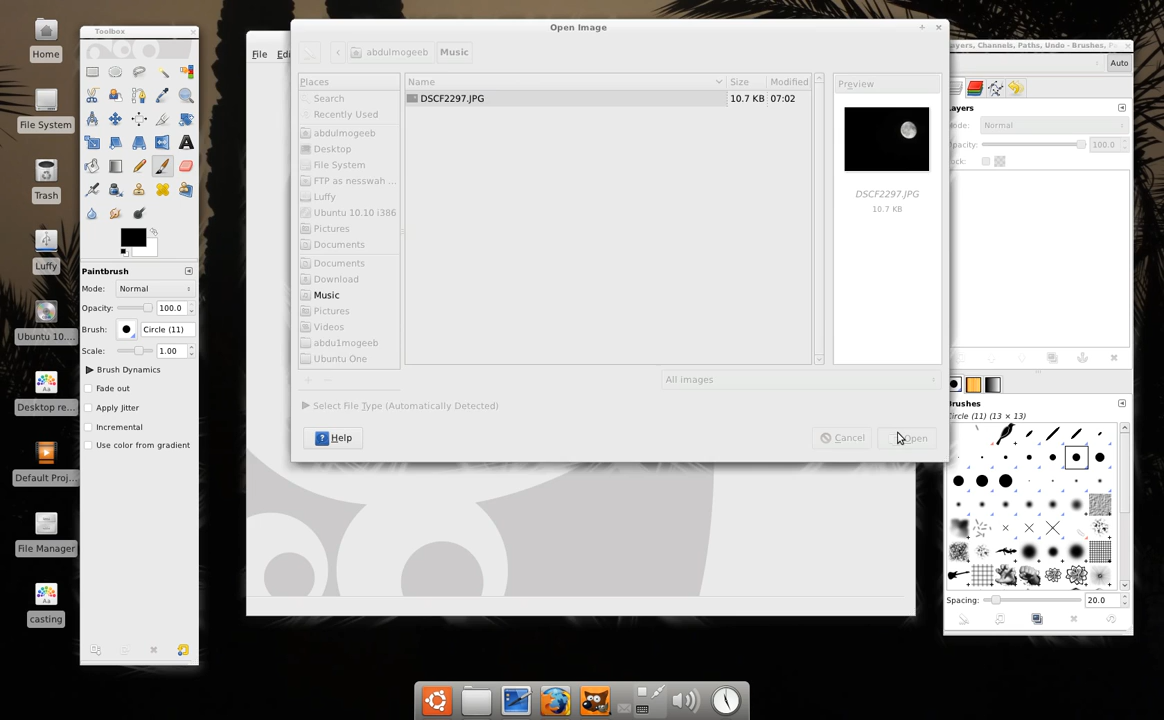 Home
File System
Trash
Luffy
Ubuntu 10....
Desktop re...
Default Proj...
File Manager
casting
Toolbox
Paintbrush
Mode: Normal
Opacity: 100.0
Brush: Circle (11)
Scale: 1.00
Brush Dynamics
Fade out
Apply Jitter
Incremental
Use color from gradient
File Edi
Open Image
abdulmogeeb Music
Places
Search
Recently Used
abdulmogeeb
Desktop
File System
FTP as nesswah ...
Luffy
Ubuntu 10.10 i386
Pictures
Documents
Documents
Download
Music
Pictures
Videos
abdu1mogeeb
Ubuntu One
Name Size Modified
DSCF2297.JPG 10.7 KB 07:02
Preview
DSCF2297.JPG
10.7 KB
All images
Select File Type (Automatically Detected)
Help Cancel Open
ayers, Channels, Paths, Undo - Brushes, P
Auto
ayers
ode: Normal
pacity: 100.0
ock:
Brushes
Circle (11) (13 × 13)
Spacing: 20.0